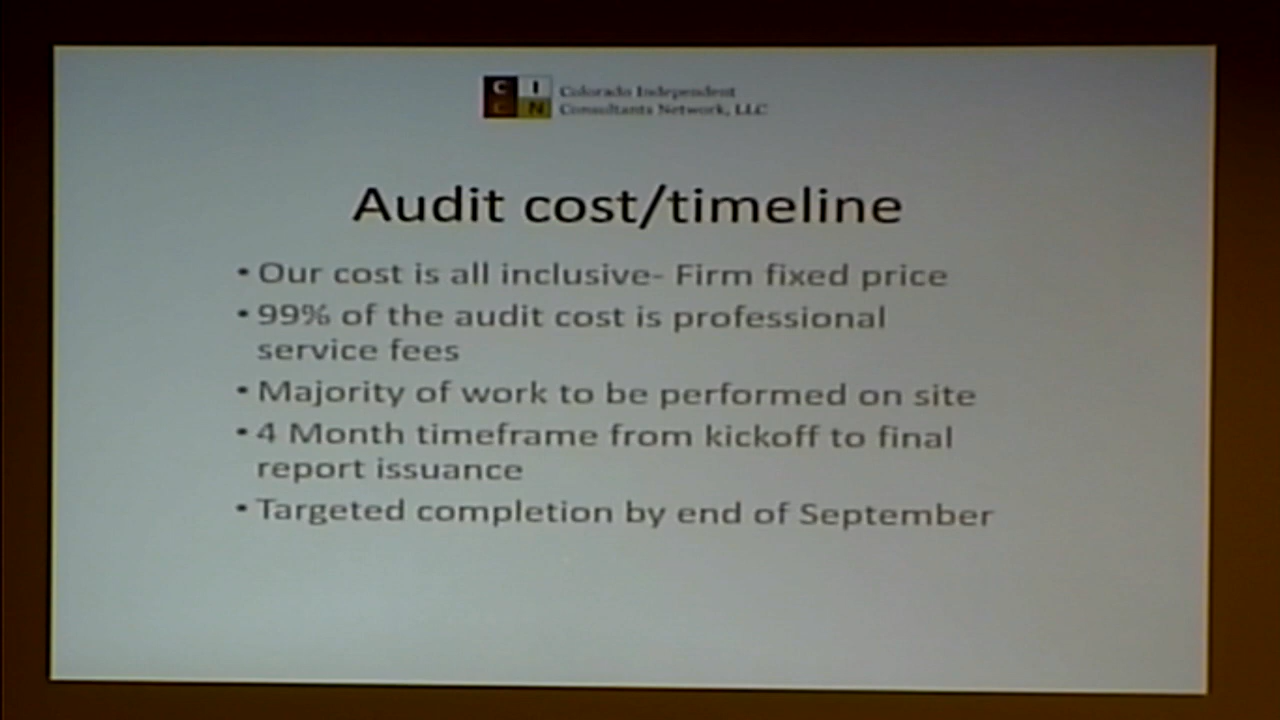 C I
C N
Colorado Independent
Consultants Network, LLC
Audit cost/timeline
• Our cost is all inclusive- Firm fixed price
• 99% of the audit cost is professional
service fees
• Majority of work to be performed on site
• 4 Month timeframe from kickoff to final
report issuance
• Targeted completion by end of September